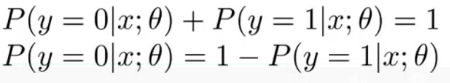 P(y = 0|x; θ) + P(y = 1|x; θ) = 1
P(y = 0|x; θ) = 1 − P(y = 1|x; θ)